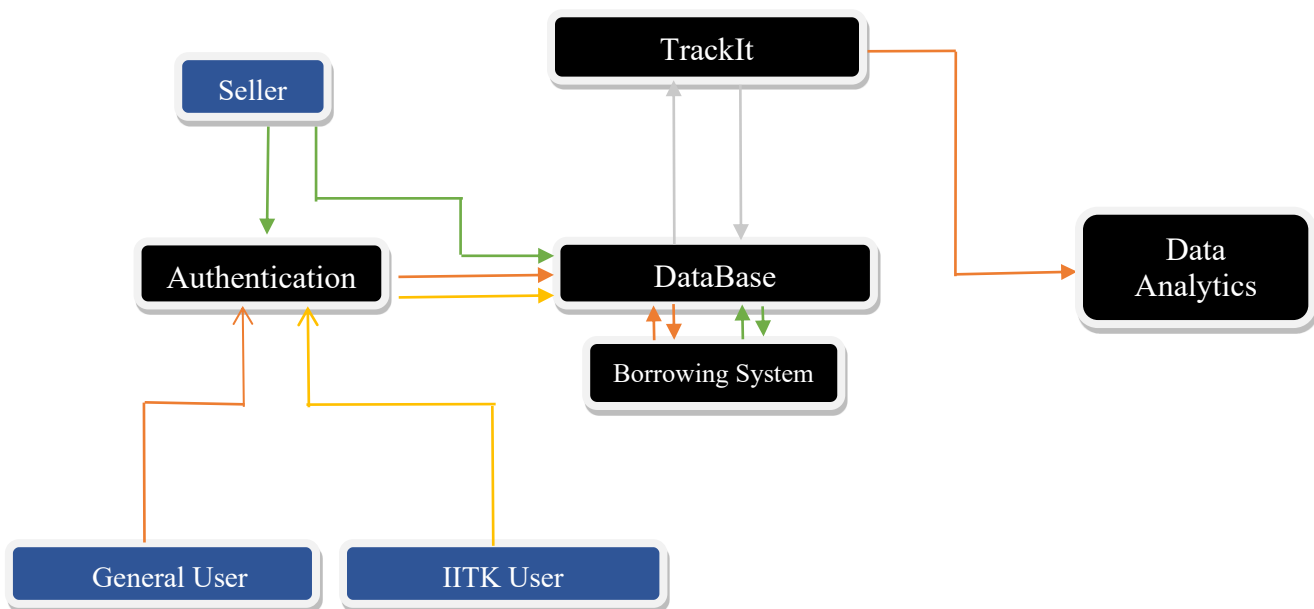 TrackIt
Seller
Authentication
DataBase
Data
Analytics
Borrowing System
General User
IITK User